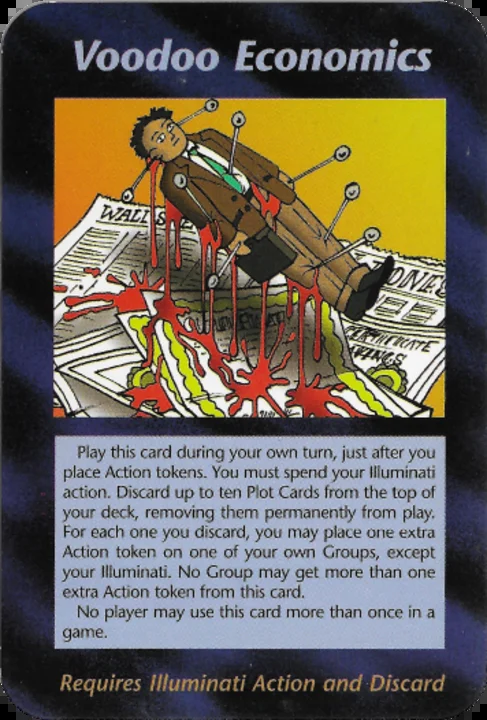 Voodoo Economics
WALL
CERTIFICATE
Play this card during your own turn, just after you
place Action tokens. You must spend your Illuminati
action. Discard up to ten Plot Cards from the top of
your deck, removing them permanently from play.
For each one you discard, you may place one extra
Action token on one of your own Groups, except
your Illuminati. No Group may get more than one
extra Action token from this card.
No player may use this card more than once in a
game.
Requires Illuminati Action and Discard